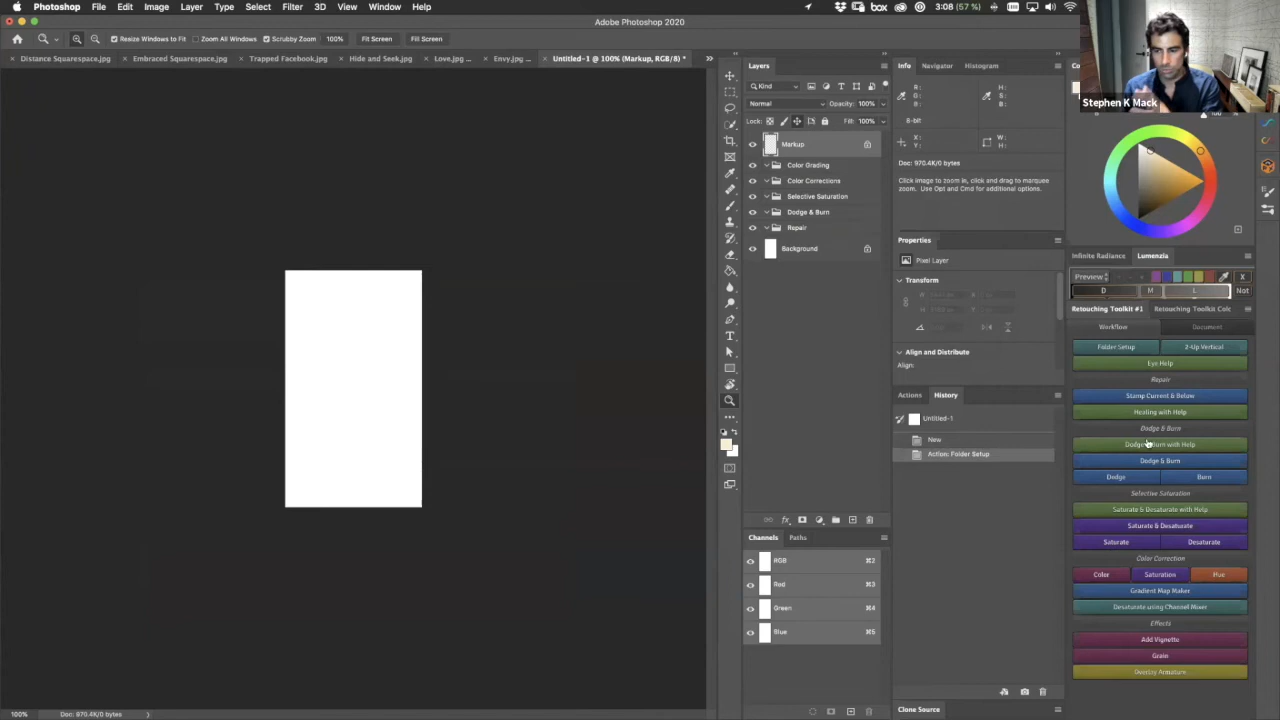 Photoshop File Edit Image Layer Type Select Filter 3D View Window Help box 3:08 (57 %)
Adobe Photoshop 2020
Resize Windows to Fit Zoom All Windows Scrubby Zoom 100% Fit Screen Fill Screen
Distance Squarespace.jpg Embraced Squarespace.jpg Trapped Facebook.jpg Hide and Seek.jpg Love.jpg ... Envy.jpg ... Untitled-1 @ 100% (Markup, RGB/8) *
Stephen K Mack
Layers
Kind
Normal Opacity: 100%
Lock: Fill: 100%
Markup
Color Grading
Color Corrections
Selective Saturation
Dodge & Burn
Repair
Background
Channels Paths
RGB ⌘2
Red ⌘3
Green ⌘4
Blue ⌘5
Info Navigator Histogram
R: H:
G: S:
B: B:
8-bit
X: W:
Y: H:
Doc: 970.4K/0 bytes
Click image to zoom in, click and drag to marquee
zoom. Use Opt and Cmd for additional options.
Properties
Pixel Layer
Transform
Align and Distribute
Align:
Actions History
Untitled-1
New
Action: Folder Setup
Clone Source
Infinite Radiance Lumenzia
Preview X
D M L Not
Retouching Toolkit #1 Retouching Toolkit Colo
Workflow Document
Folder Setup 2-Up Vertical
Eye Help
Repair
Stamp Current & Below
Healing with Help
Dodge & Burn
Dodge & Burn with Help
Dodge & Burn
Dodge Burn
Selective Saturation
Saturate & Desaturate with Help
Saturate & Desaturate
Saturate Desaturate
Color Correction
Color Saturation Hue
Gradient Map Maker
Desaturate using Channel Mixer
Effects
Add Vignette
Grain
Overlay Armature
100% Doc: 970.4K/0 bytes